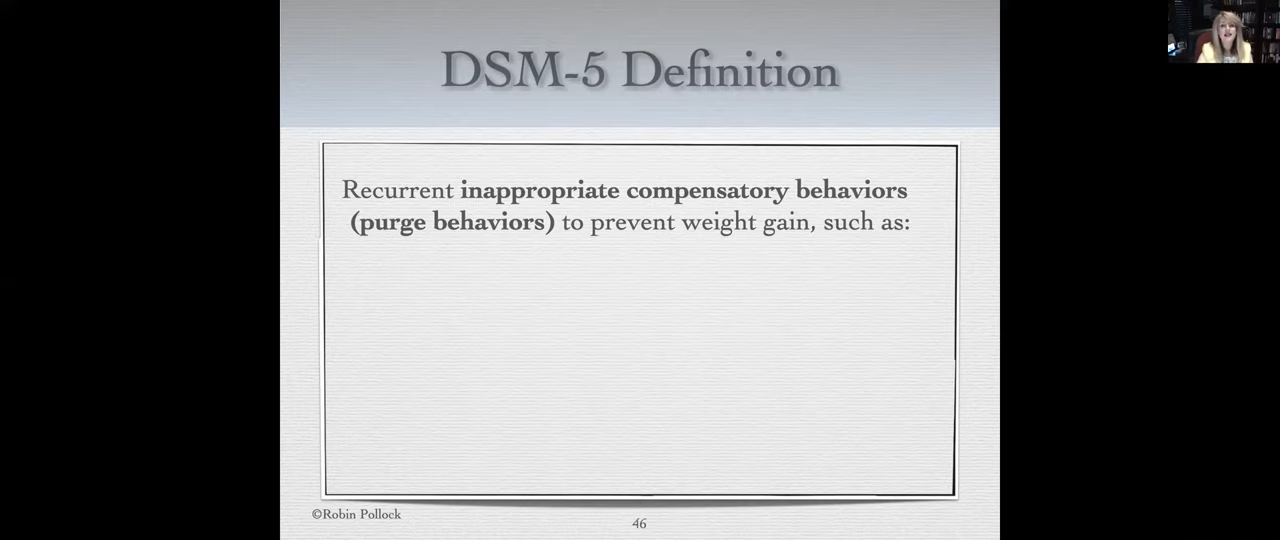 DSM-5 Definition
Recurrent inappropriate compensatory behaviors
(purge behaviors) to prevent weight gain, such as:
©Robin Pollock
46